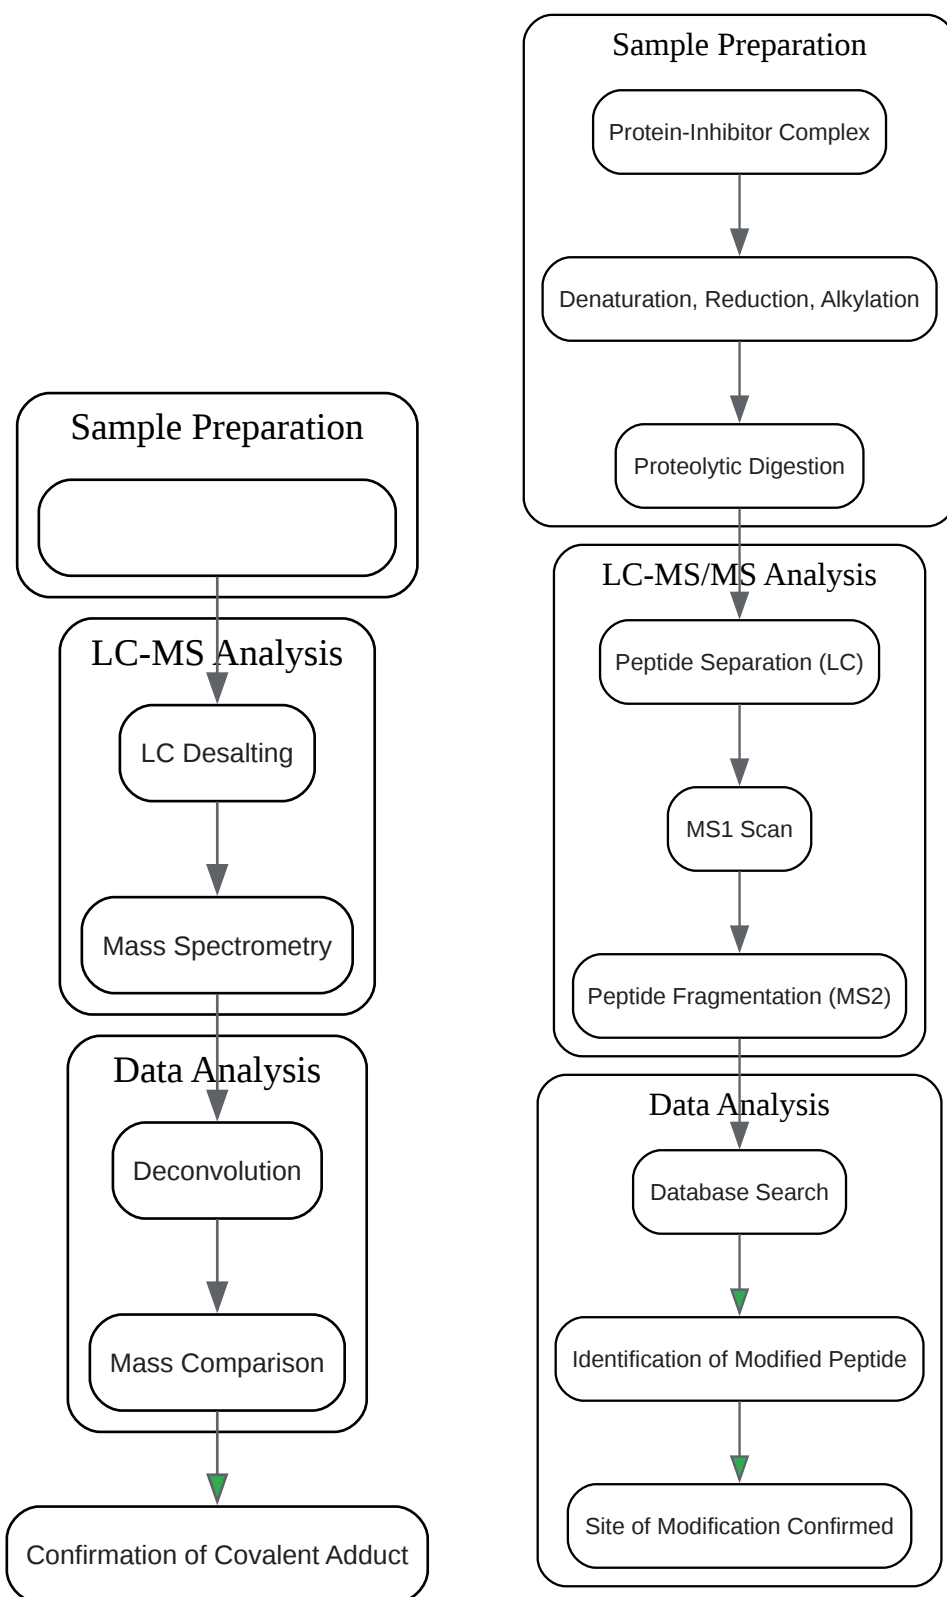 Sample Preparation
LC-MS Analysis
LC Desalting
Mass Spectrometry
Data Analysis
Deconvolution
Mass Comparison
Confirmation of Covalent Adduct
Sample Preparation
Protein-Inhibitor Complex
Denaturation, Reduction, Alkylation
Proteolytic Digestion
LC-MS/MS Analysis
Peptide Separation (LC)
MS1 Scan
Peptide Fragmentation (MS2)
Data Analysis
Database Search
Identification of Modified Peptide
Site of Modification Confirmed